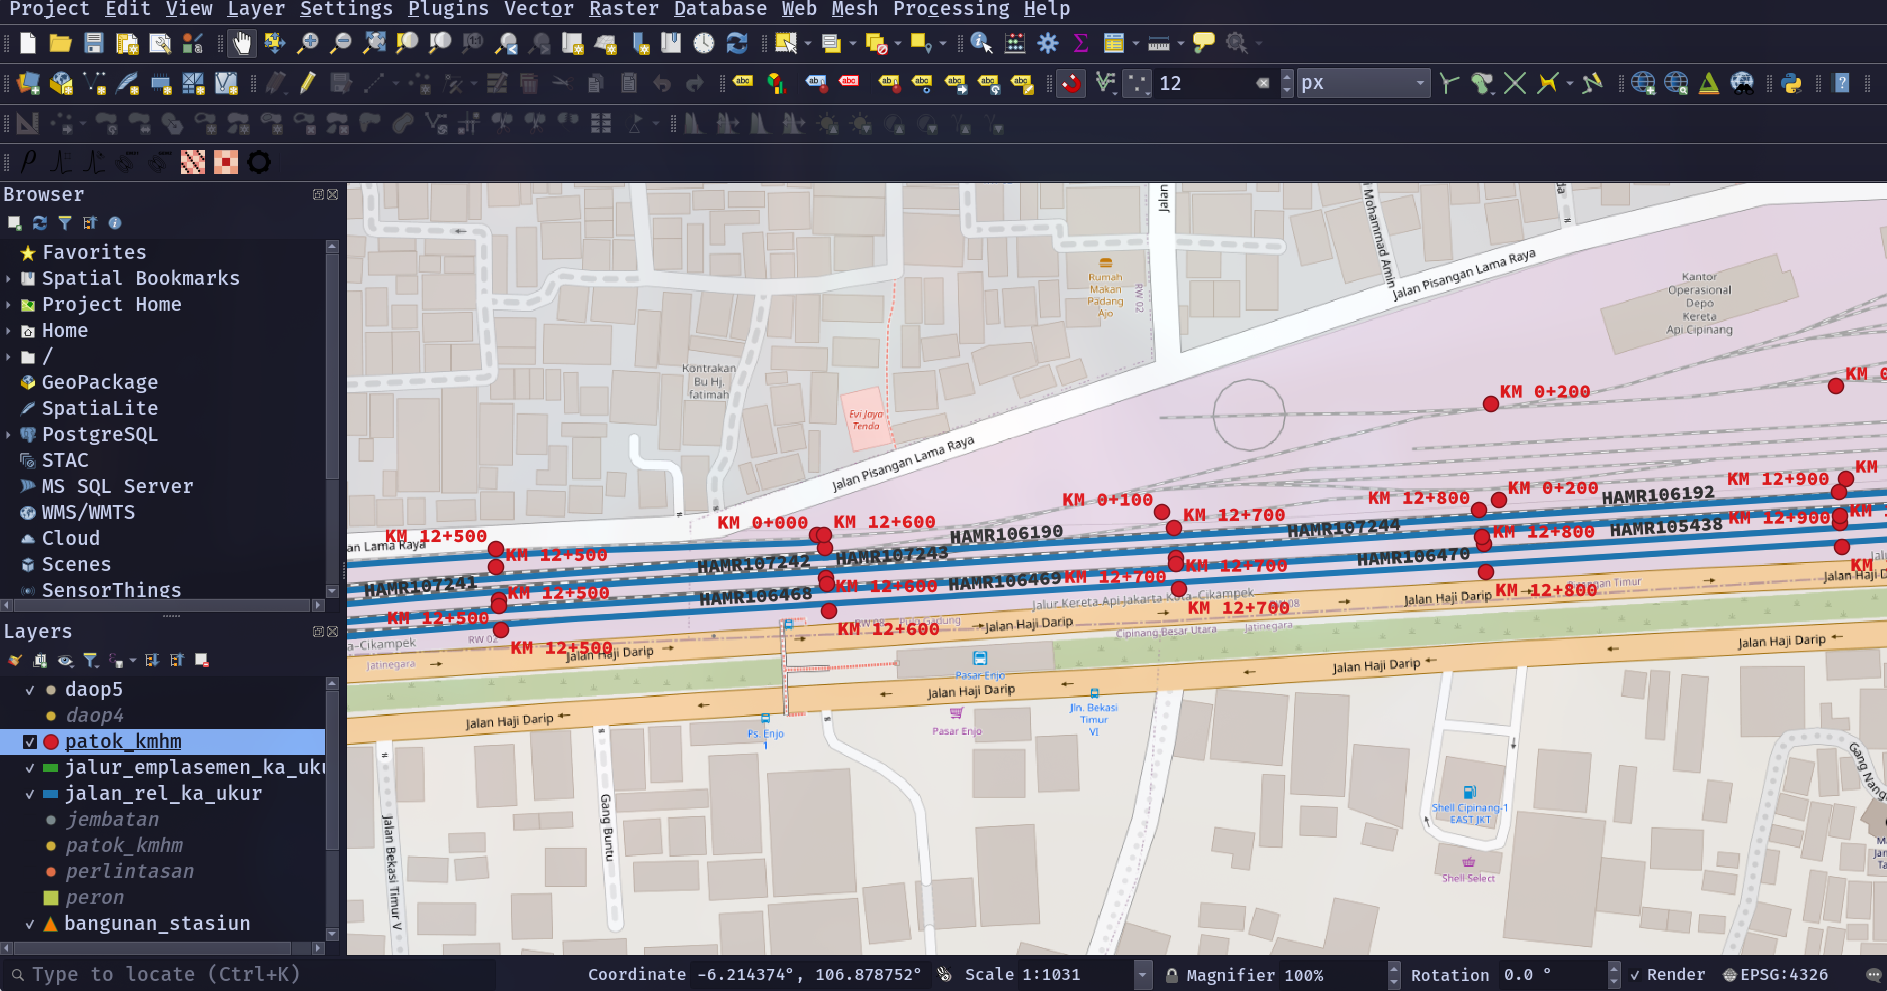 Project Edit View Layer Settings Plugins Vector Raster Database Web Mesh Processing Help
12
px
Browser
Favorites
Spatial Bookmarks
Project Home
Home
/
GeoPackage
SpatiaLite
PostgreSQL
STAC
MS SQL Server
WMS/WMTS
Cloud
Scenes
SensorThings
Layers
daop5
daop4
patok_kmhm
jalur_emplasemen_ka_uku
jalan_rel_ka_ukur
jembatan
patok_kmhm
perlintasan
peron
bangunan_stasiun
Jalan
Mohammad Amin
Jalan Pisangan Lama Raya
Rumah
Makan
Padang
Ajo
RW 02
Kantor
Operasional
Depo
Kereta
Api Cipinang
Kontrakan
Bu Hj.
fatimah
Evi Jaya
Tenda
Jalan Pisangan Lama Raya
KM 0+200
KM 0
KM 0+100
KM 12+800
KM 0+200
HAMR106192
KM 12+900
KM
KM 12+500
KM 0+000
KM 12+600
KM 12+700
an Lama Raya
KM 12+500
HAMR106190
HAMR107244
HAMR105438
KM 12+900
KM 12+800
HAMR107241
HAMR107242
HAMR107243
HAMR106470
KM 12+500
HAMR106468
KM 12+600
HAMR106469
KM 12+700
KM 12+700
KM 12+500
KM 12+600
KM 12+700
KM 12+800
KM
Jalur Kereta Api Jakarta Kota-Cikampek
a-Cikampek
RW 02
KM 12+500
Jatinegara
Jalan Haji Darip
Jalan Haji Darip
Cipinang Besar Utara
Jatinegara
Jalan Haji Darip
Jalan Haji D
Pasar Enjo
Jalan Haji Darip
Jalan Haji Darip
Jalan Haji Darip
Jalan Haji Darip
Ps. Enjo
1
Pasar Enjo
Jln. Bekasi
Timur
VI
Gang Buntu
Jalan Bekasi Timur V
Shell Cipinang-1
EAST JKT
Shell Select
Gang Nang
Type to locate (Ctrl+K)
Coordinate -6.214374°, 106.878752°
Scale 1:1031
Magnifier 100%
Rotation 0.0 °
Render
EPSG:4326